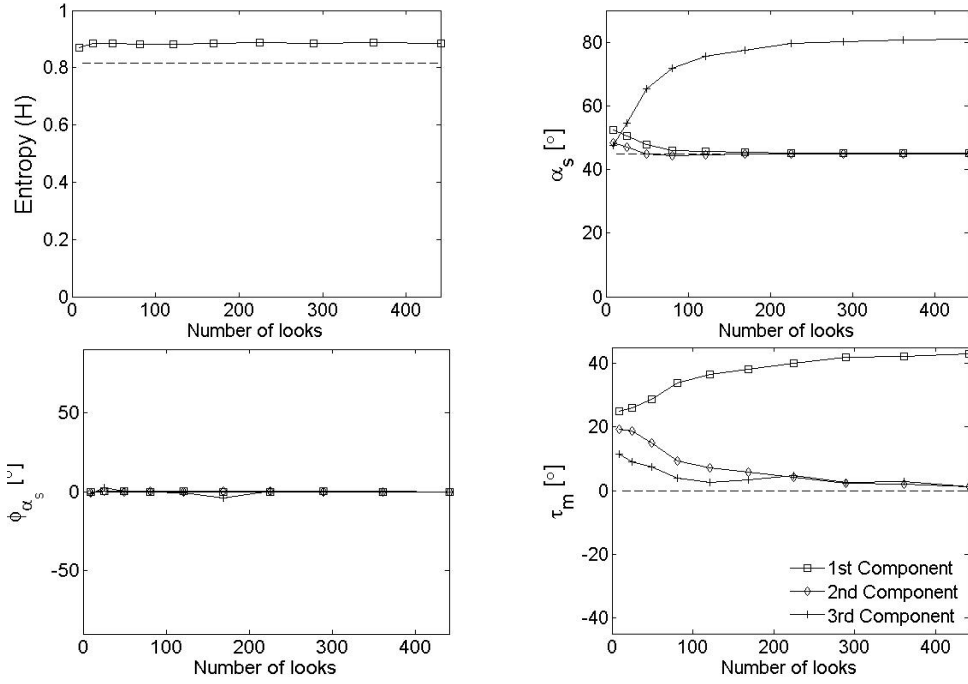 1
0.8
0.6
0.4
0.2
0
Entropy (H)
0 100 200 300 400
Number of looks
80
60
40
20
0
α_s [°]
0 100 200 300 400
Number of looks
50
0
-50
ϕ_α_s [°]
0 100 200 300 400
Number of looks
40
20
0
-20
-40
τ_m [°]
1st Component
2nd Component
3rd Component
0 100 200 300 400
Number of looks